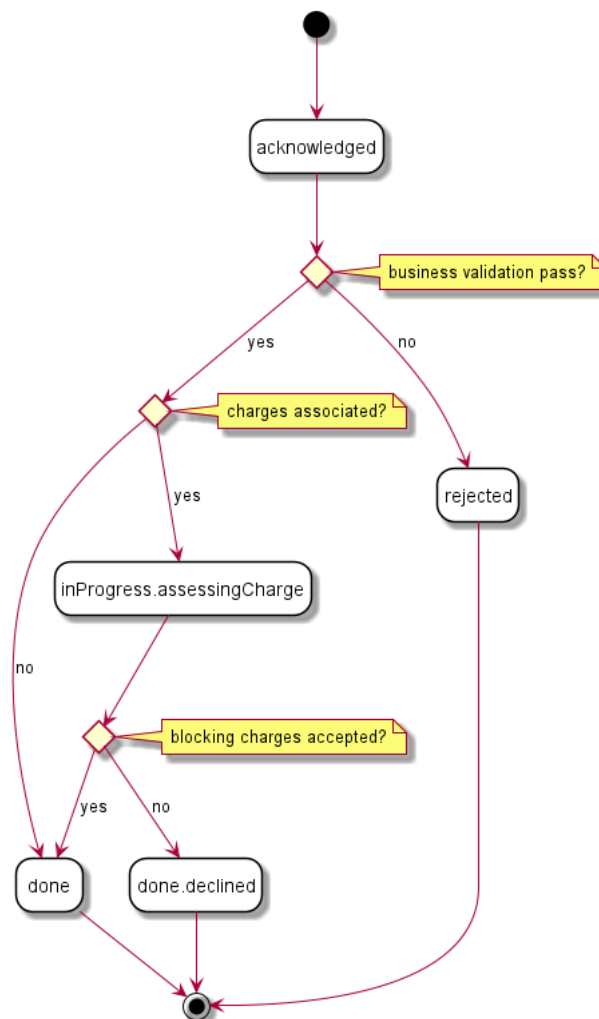 acknowledged
business validation pass?
yes
no
charges associated?
yes
rejected
inProgress.assessingCharge
no
blocking charges accepted?
yes
no
done
done.declined